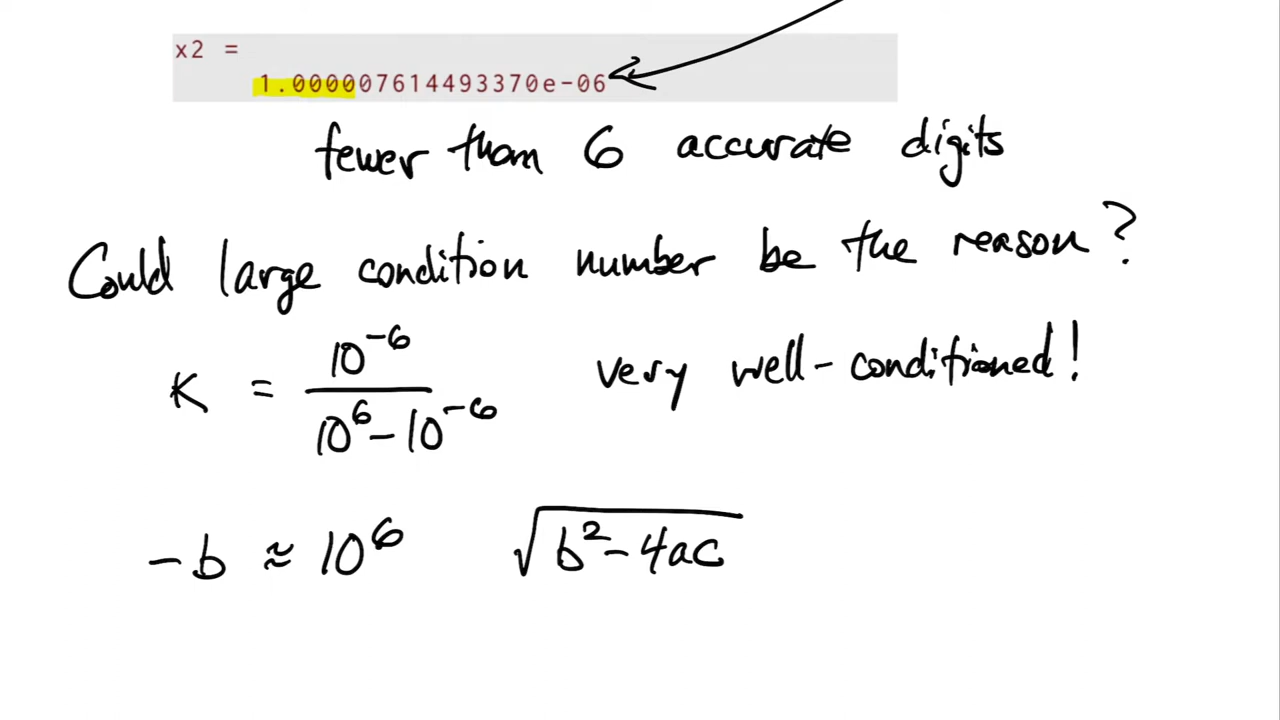 x2 =
1.000007614493370e-06
fewer than 6 accurate digits
Could large condition number be the reason?
κ = 10^-6 / (10^6 - 10^-6) very well-conditioned!
-b ≈ 10^6 √(b^2 - 4ac)